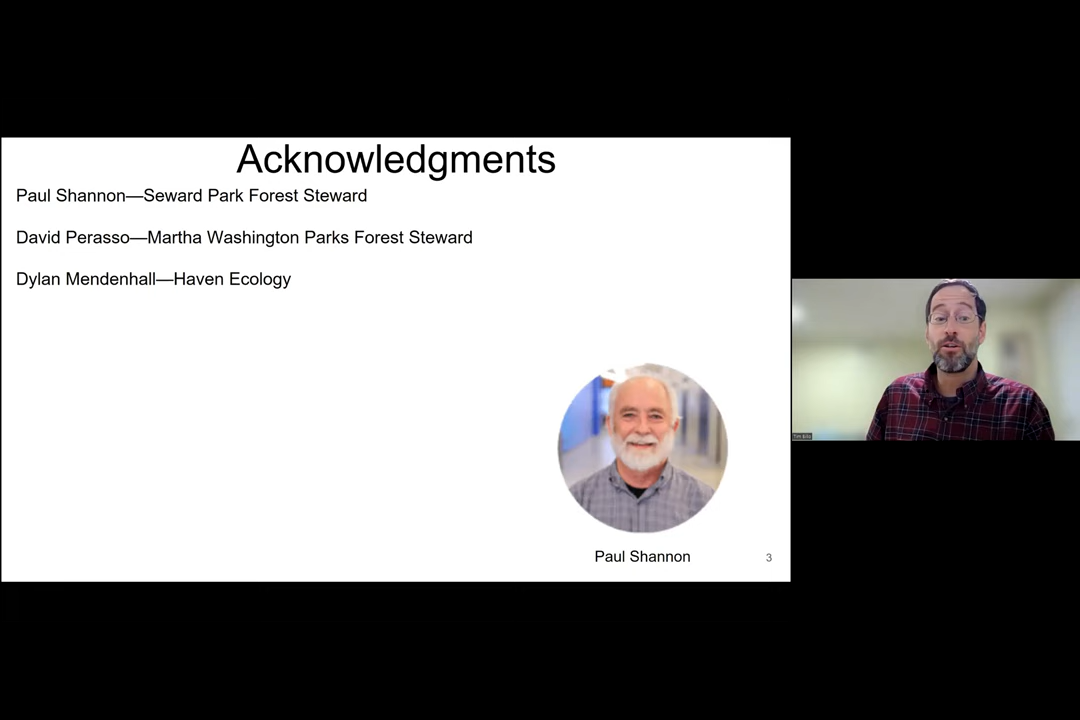 Acknowledgments
Paul Shannon—Seward Park Forest Steward
David Perasso—Martha Washington Parks Forest Steward
Dylan Mendenhall—Haven Ecology
Paul Shannon
3